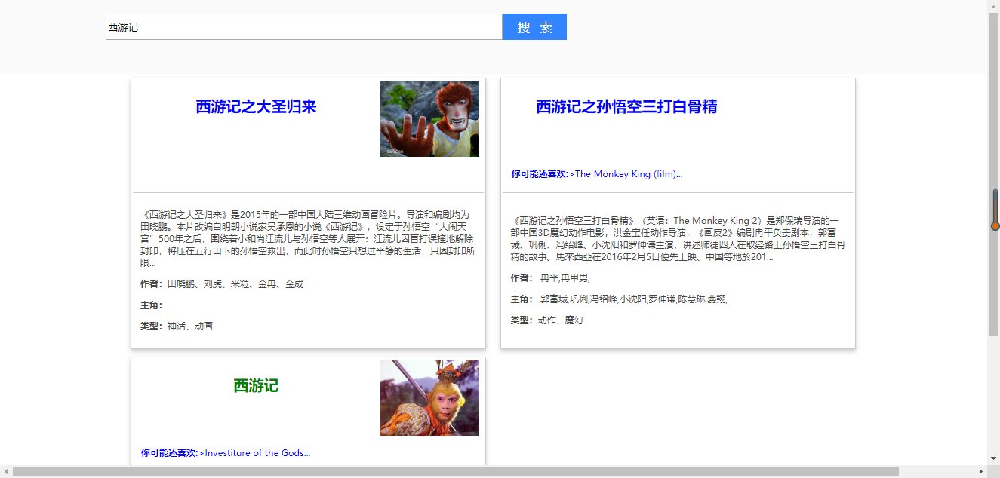 西游记
搜 索
西游记之大圣归来
《西游记之大圣归来》是2015年的一部中国大陆三维动画冒险片。导演和编剧均为
田晓鹏。本片改编自明朝小说家吴承恩的小说《西游记》，设定于孙悟空“大闹天
宫”500年之后，围绕着小和尚江流儿与孙悟空等人展开：江流儿因盲打误撞地解除
封印，将压在五行山下的孙悟空救出，而此时孙悟空只想过平静的生活，只因封印所
限...
作者：田晓鹏、刘虎、米粒、金冉、金成
主角：
类型：神话、动画
西游记之孙悟空三打白骨精
你可能还喜欢:>The Monkey King (film)...
《西游记之孙悟空三打白骨精》（英语：The Monkey King 2）是郑保瑞导演的一
部中国3D魔幻动作电影，洪金宝任动作导演，《画皮2》编剧冉平负责剧本，郭富
城、巩俐、冯绍峰、小沈阳和罗仲谦主演，讲述师徒四人在取经路上孙悟空三打白骨
精的故事。馬來西亞在2016年2月5日優先上映、中国等地於201...
作者： 冉平,冉甲男,
主角： 郭富城,巩俐,冯绍峰,小沈阳,罗仲谦,陈慧琳,费翔,
类型：动作、魔幻
西游记
你可能还喜欢:>Investiture of the Gods...